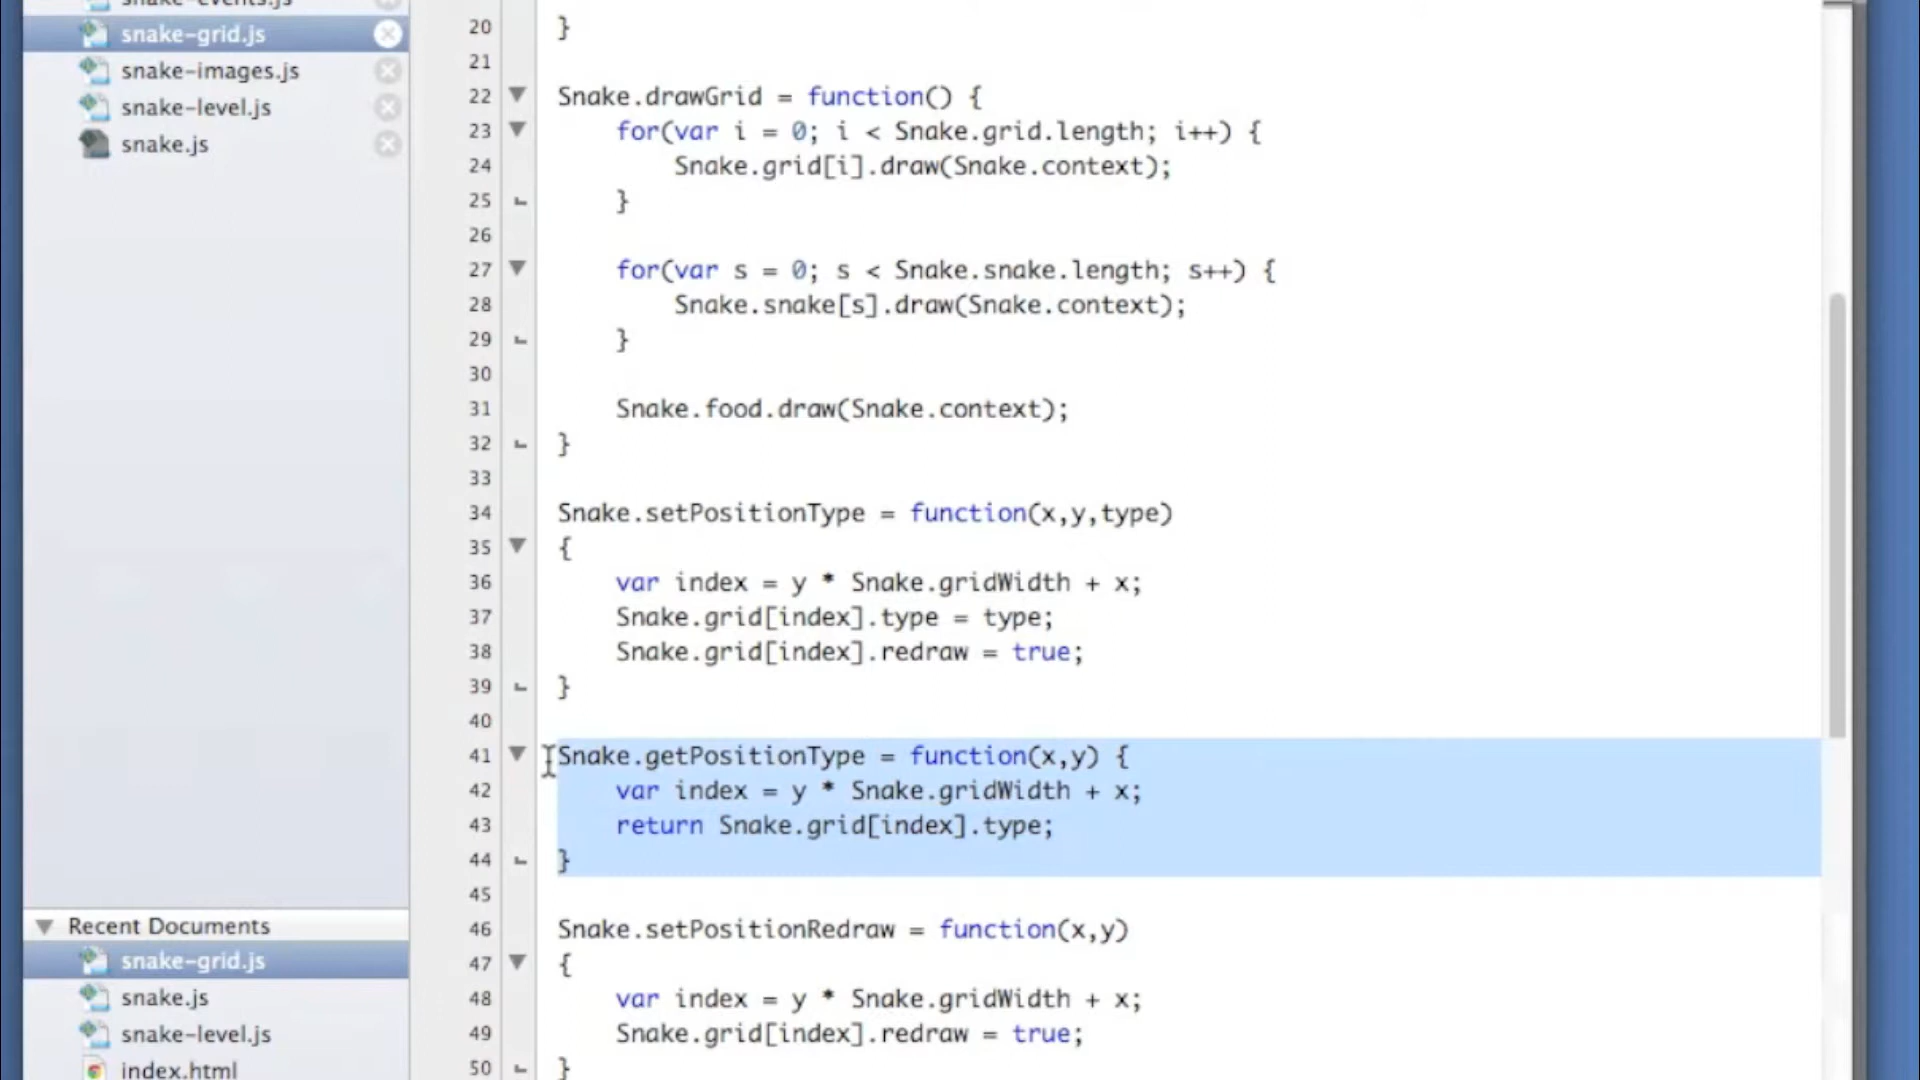 snake-events.js
snake-grid.js
snake-images.js
snake-level.js
snake.js
Recent Documents
snake-grid.js
snake.js
snake-level.js
index.html
20 }
21
22 Snake.drawGrid = function() {
23 for(var i = 0; i < Snake.grid.length; i++) {
24 Snake.grid[i].draw(Snake.context);
25 }
26
27 for(var s = 0; s < Snake.snake.length; s++) {
28 Snake.snake[s].draw(Snake.context);
29 }
30
31 Snake.food.draw(Snake.context);
32 }
33
34 Snake.setPositionType = function(x,y,type)
35 {
36 var index = y * Snake.gridWidth + x;
37 Snake.grid[index].type = type;
38 Snake.grid[index].redraw = true;
39 }
40
41 Snake.getPositionType = function(x,y) {
42 var index = y * Snake.gridWidth + x;
43 return Snake.grid[index].type;
44 }
45
46 Snake.setPositionRedraw = function(x,y)
47 {
48 var index = y * Snake.gridWidth + x;
49 Snake.grid[index].redraw = true;
50 }